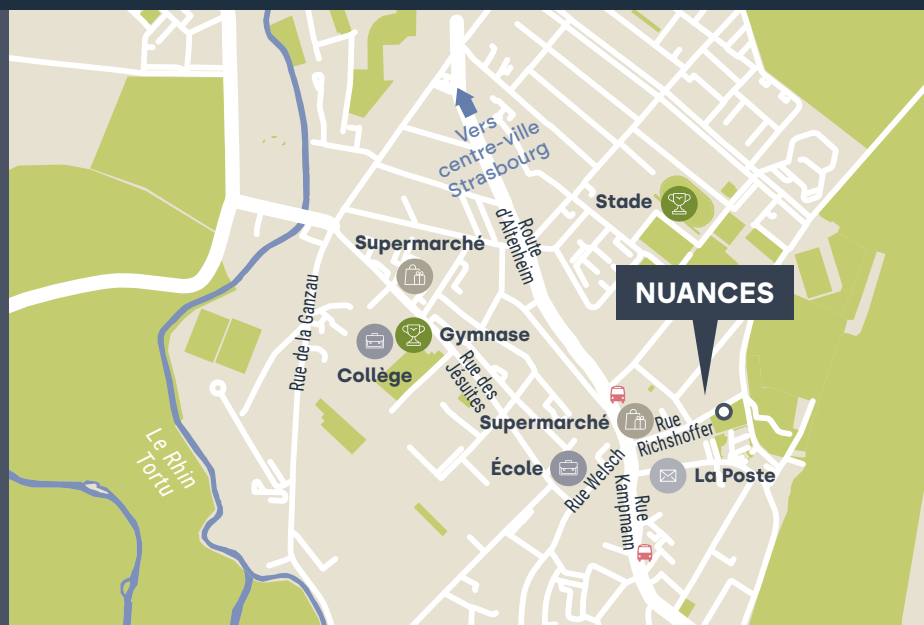 Vers
centre-ville
Strasbourg
Stade
Route
d'Altenheim
Supermarché
NUANCES
Rue de la Ganzau
Gymnase
Collège
Rue des
Jesuites
Supermarché
Rue
Richshoffer
Le Rhin
Tortu
École
Rue Welsch
La Poste
Rue
Kampmann